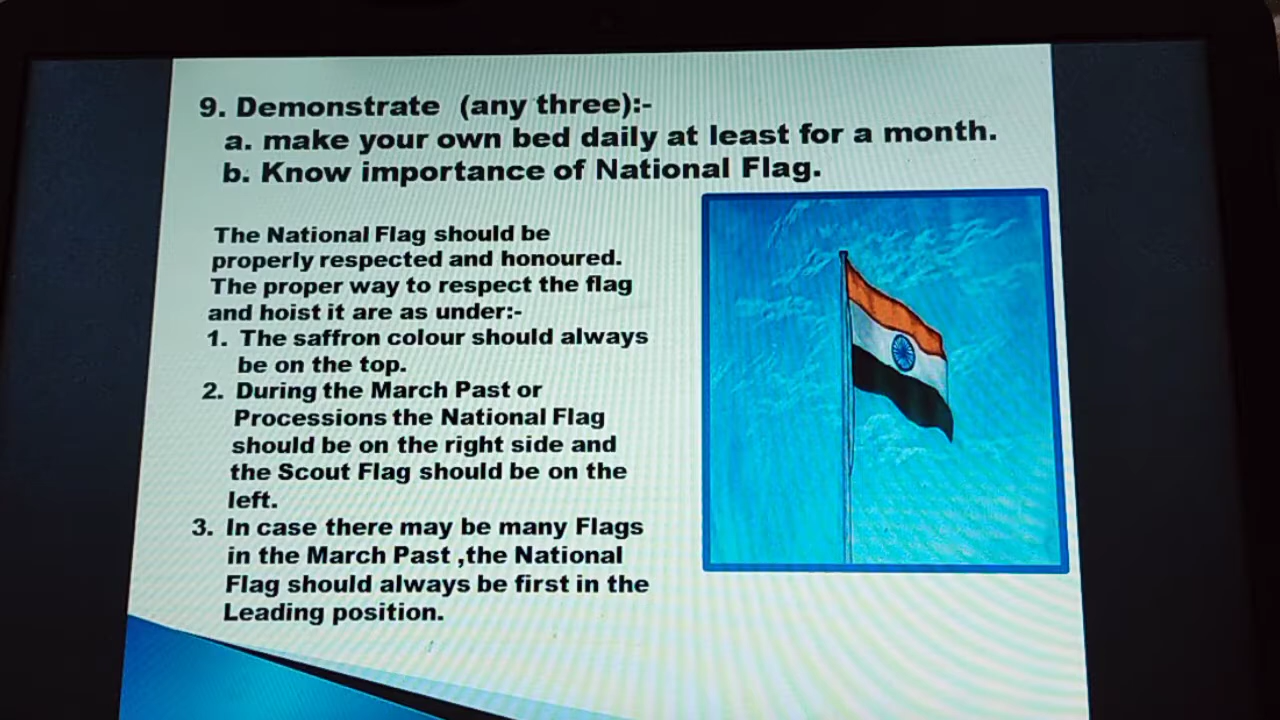 9. Demonstrate (any three):-
a. make your own bed daily at least for a month.
b. Know importance of National Flag.
The National Flag should be
properly respected and honoured.
The proper way to respect the flag
and hoist it are as under:-
1. The saffron colour should always
be on the top.
2. During the March Past or
Processions the National Flag
should be on the right side and
the Scout Flag should be on the
left.
3. In case there may be many Flags
in the March Past ,the National
Flag should always be first in the
Leading position.